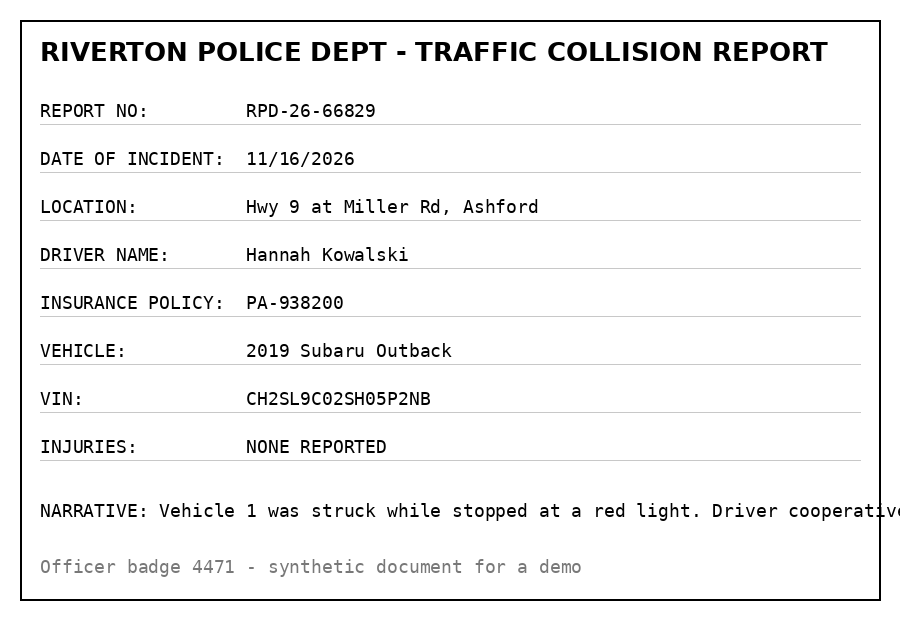 RIVERTON POLICE DEPT - TRAFFIC COLLISION REPORT
REPORT NO: RPD-26-66829
DATE OF INCIDENT: 11/16/2026
LOCATION: Hwy 9 at Miller Rd, Ashford
DRIVER NAME: Hannah Kowalski
INSURANCE POLICY: PA-938200
VEHICLE: 2019 Subaru Outback
VIN: CH2SL9C02SH05P2NB
INJURIES: NONE REPORTED
NARRATIVE: Vehicle 1 was struck while stopped at a red light. Driver cooperative
Officer badge 4471 - synthetic document for a demo